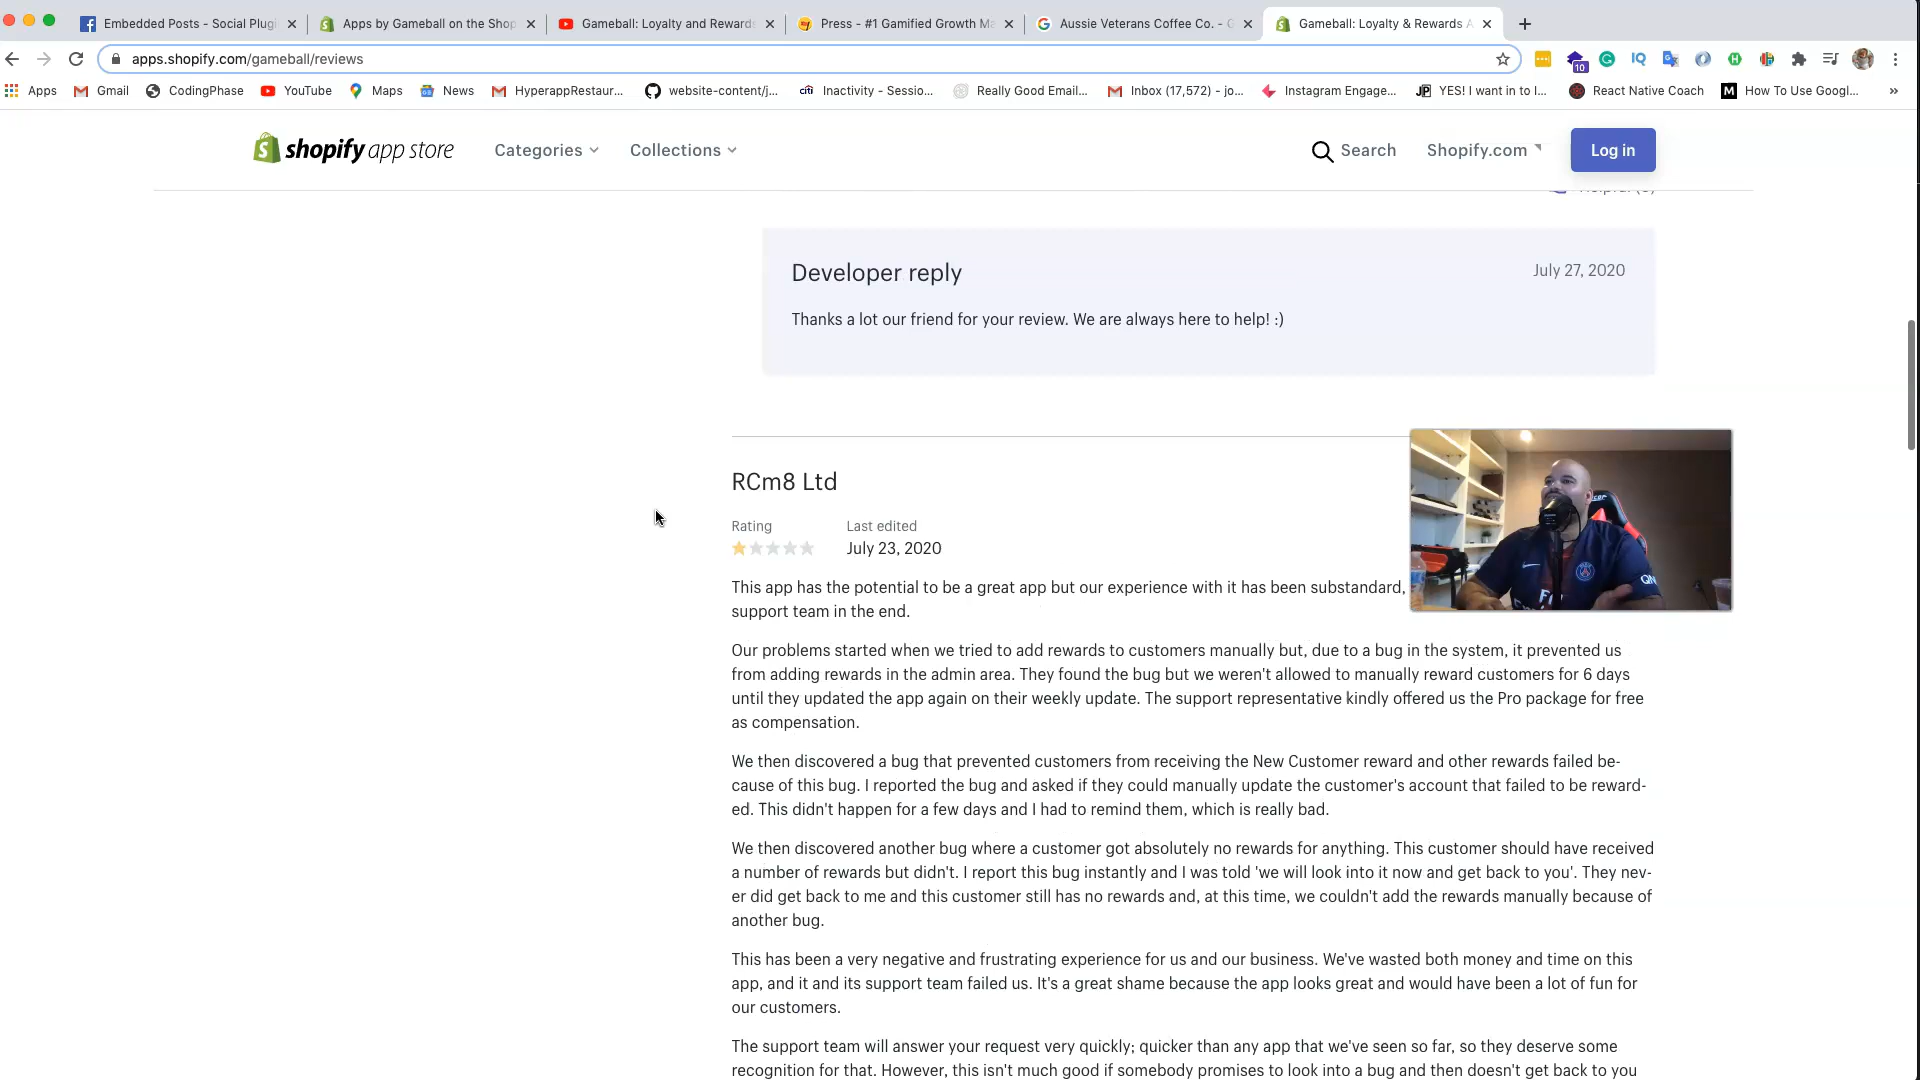 Embedded Posts - Social Plugi
Apps by Gameball on the Shop
Gameball: Loyalty and Reward
Press - #1 Gamified Growth Ma
Aussie Veterans Coffee Co. - G
Gameball: Loyalty & Rewards A
apps.shopify.com/gameball/reviews
10
Apps
Gmail
CodingPhase
YouTube
Maps
News
HyperappRestaur...
website-content/j...
citi
Inactivity - Sessio...
Really Good Email...
Inbox (17,572) - jo...
Instagram Engage...
JP
YES! I want in to l...
React Native Coach
M
How To Use Googl...
»
shopify app store
Categories
Collections
Search
Shopify.com
Log in
Developer reply
July 27, 2020
Thanks a lot our friend for your review. We are always here to help! :)
RCm8 Ltd
Rating
Last edited
July 23, 2020
This app has the potential to be a great app but our experience with it has been substandard,
support team in the end.
Our problems started when we tried to add rewards to customers manually but, due to a bug in the system, it prevented us
from adding rewards in the admin area. They found the bug but we weren't allowed to manually reward customers for 6 days
until they updated the app again on their weekly update. The support representative kindly offered us the Pro package for free
as compensation.
We then discovered a bug that prevented customers from receiving the New Customer reward and other rewards failed be-
cause of this bug. I reported the bug and asked if they could manually update the customer's account that failed to be reward-
ed. This didn't happen for a few days and I had to remind them, which is really bad.
We then discovered another bug where a customer got absolutely no rewards for anything. This customer should have received
a number of rewards but didn't. I report this bug instantly and I was told 'we will look into it now and get back to you'. They nev-
er did get back to me and this customer still has no rewards and, at this time, we couldn't add the rewards manually because of
another bug.
This has been a very negative and frustrating experience for us and our business. We've wasted both money and time on this
app, and it and its support team failed us. It's a great shame because the app looks great and would have been a lot of fun for
our customers.
The support team will answer your request very quickly; quicker than any app that we've seen so far, so they deserve some
recognition for that. However, this isn't much good if somebody promises to look into a bug and then doesn't get back to you